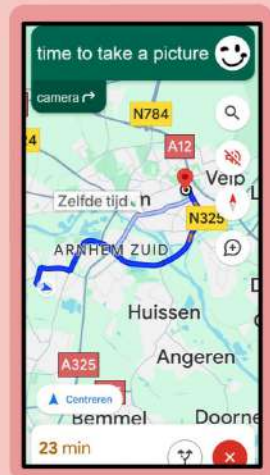 time to take a picture
camera
N784
A12
24
Velp
Zelfde tijd
n
N325
ARNHEM ZUID
Huissen
A325
Angeren
Centreren
Bemmel
Doorne
23 min